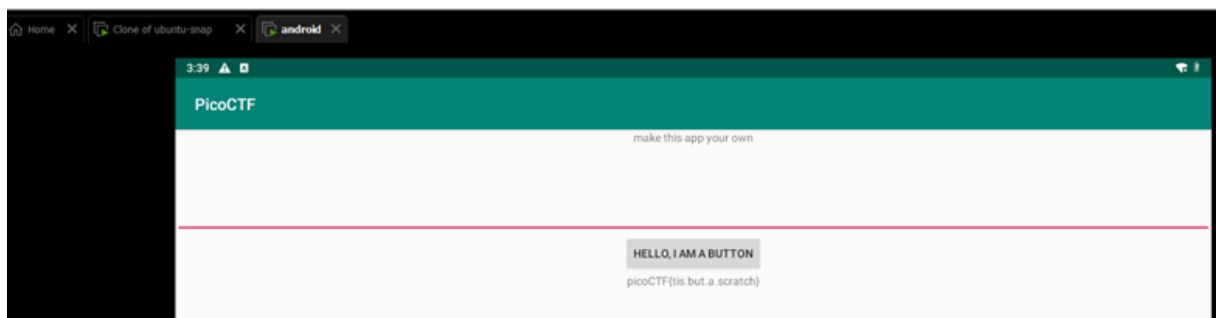 Home
Clone of ubuntu-snap
android
3:39
PicoCTF
make this app your own
HELLO, I AM A BUTTON
picoCTF{tis.but.a.scratch}